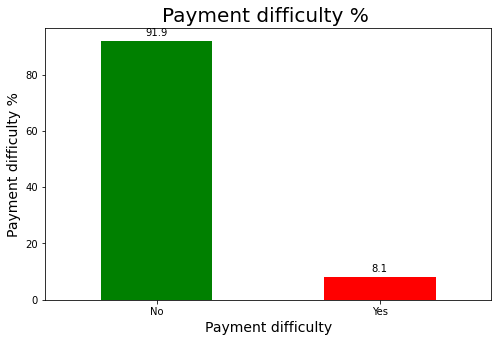 Payment difficulty %
91.9
8.1
Payment difficulty %
80
60
40
20
0
No
Yes
Payment difficulty